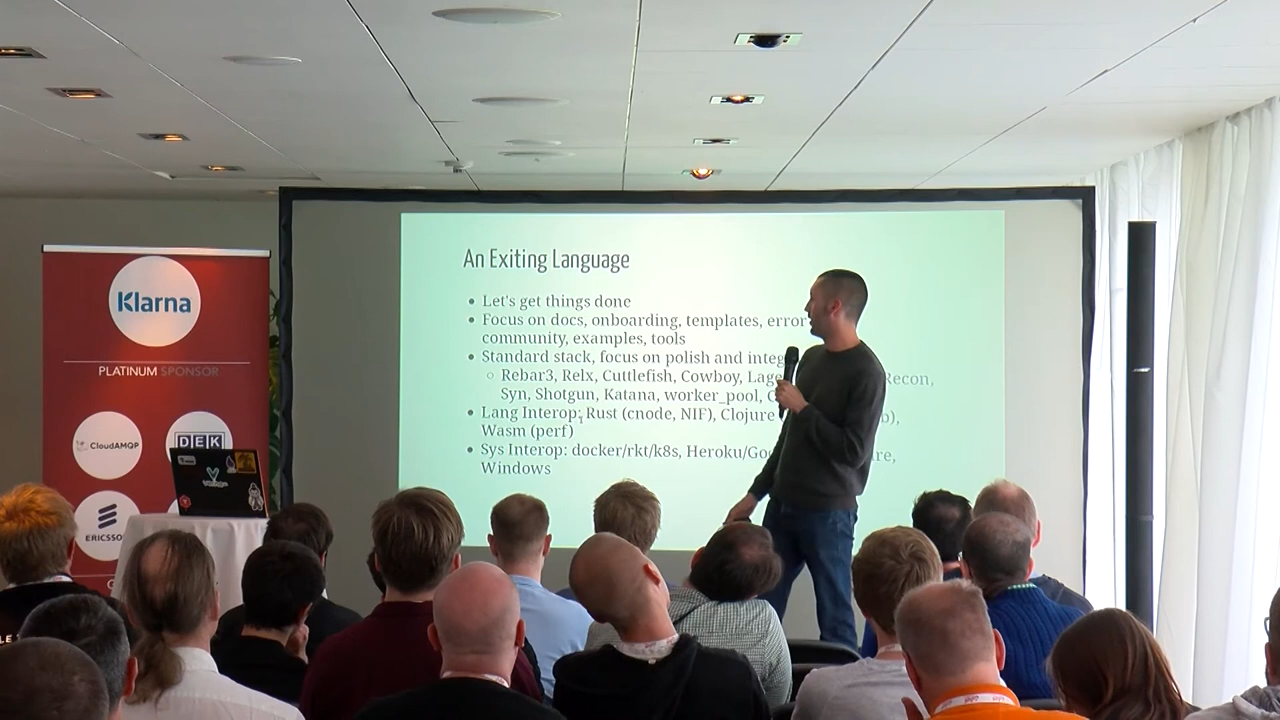 An Exiting Language
Let's get things done
Focus on docs, onboarding, templates, error
community, examples, tools
Standard stack, focus on polish and integ
Rebar3, Relx, Cuttlefish, Cowboy, Lage Recon,
Syn, Shotgun, Katana, worker_pool,
Lang Interop: Rust (cnode, NIF), Clojure
Wasm (perf)
Sys Interop: docker/rkt/k8s, Heroku/Goo
Windows
Klarna
PLATINUM SPONSOR
CloudAMQP
DEK
ERICSSO